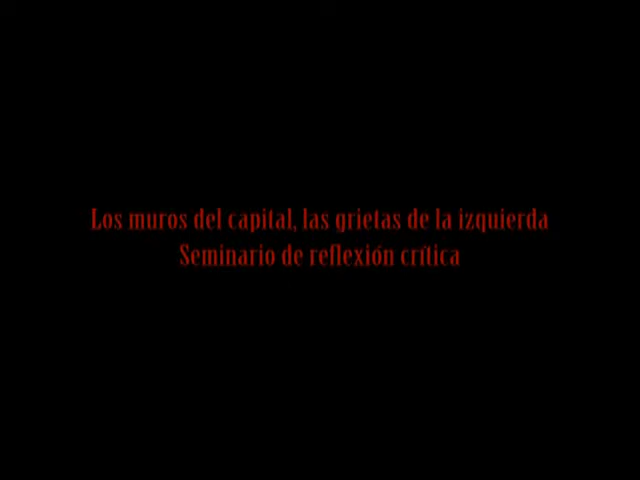 Los muros del capital, las grietas de la izquierda
Seminario de reflexión crítica